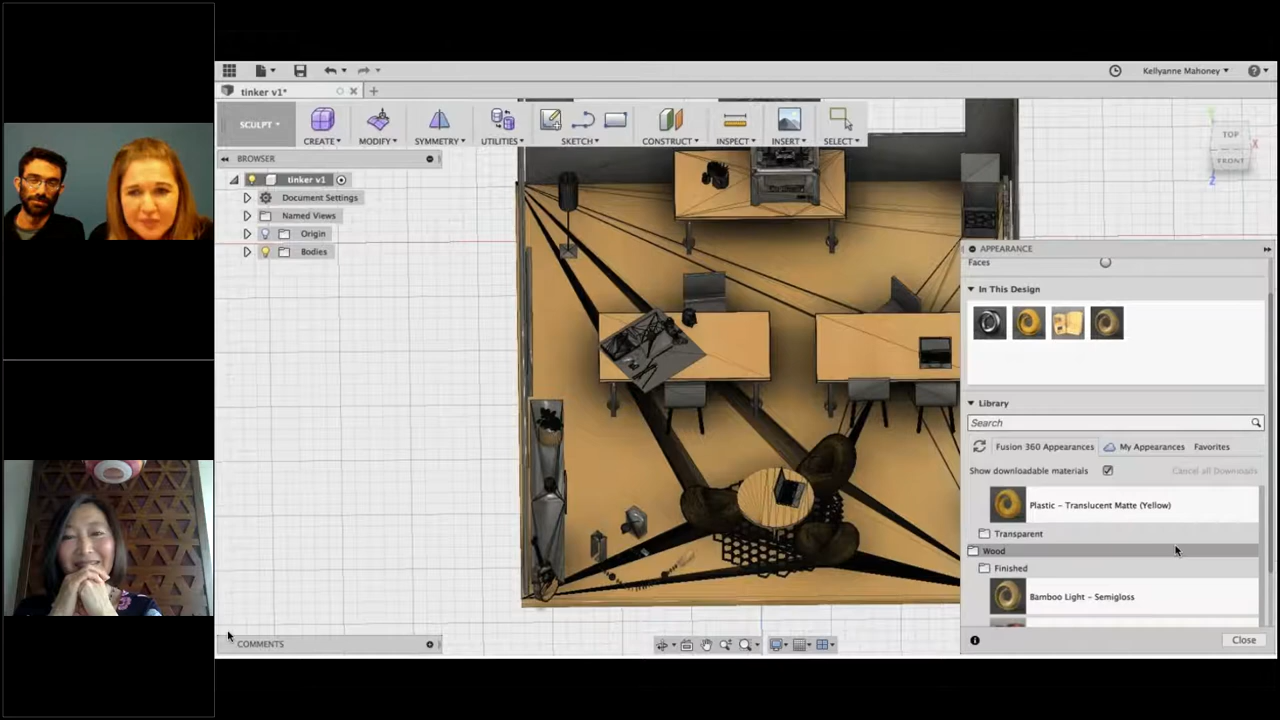 Kellyanne Mahoney
tinker v1*
SCULPT
CREATE
MODIFY
SYMMETRY
UTILITIES
SKETCH
CONSTRUCT
INSPECT
INSERT
SELECT
TOP
FRONT
X
Z
BROWSER
tinker v1
Document Settings
Named Views
Origin
Bodies
APPEARANCE
Faces
In This Design
Library
Search
Fusion 360 Appearances
My Appearances
Favorites
Show downloadable materials
Cancel all Downloads
Plastic - Translucent Matte (Yellow)
Transparent
Wood
Finished
Bamboo Light - Semigloss
Close
COMMENTS